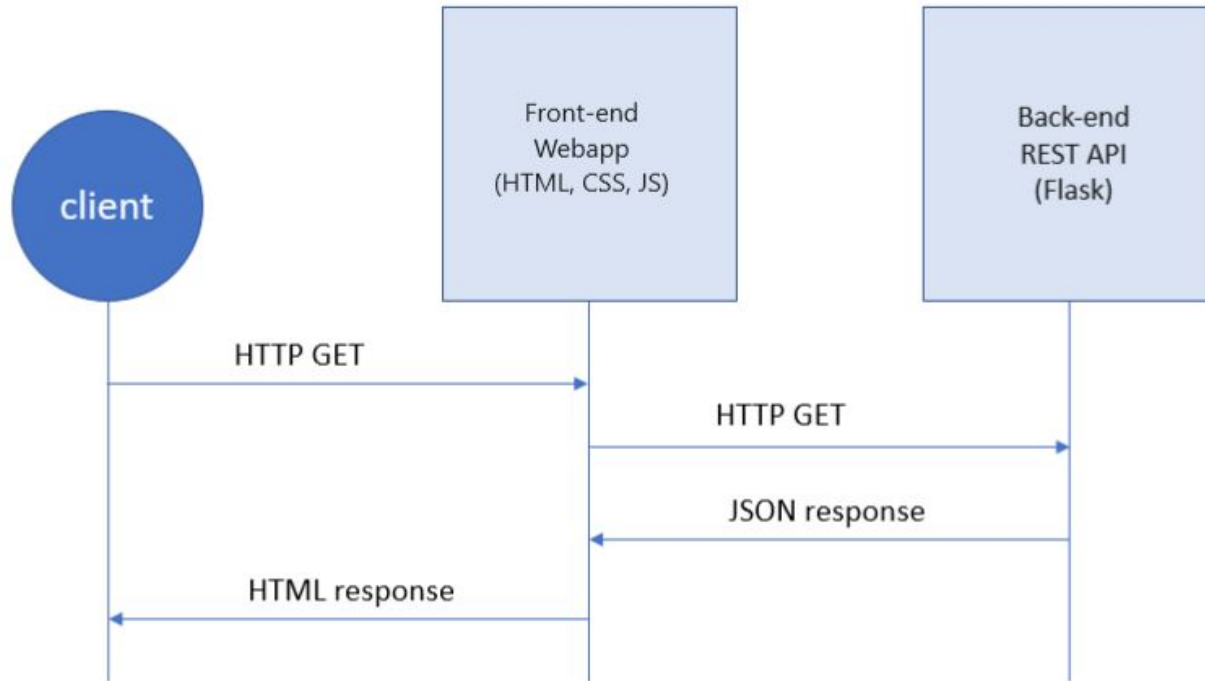 client
Front-end
Webapp
(HTML, CSS, JS)
Back-end
REST API
(Flask)
HTTP GET
HTTP GET
JSON response
HTML response